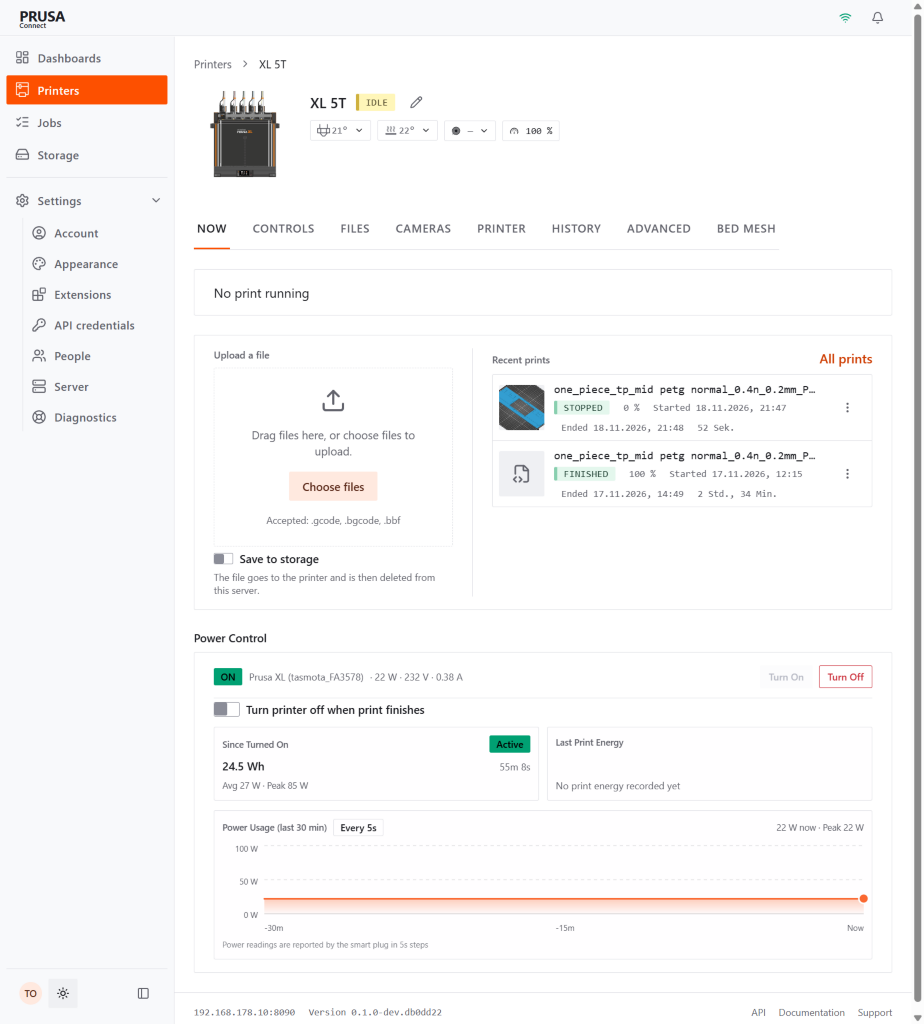 PRUSA
Connect
Dashboards
Printers
Jobs
Storage
Settings
Account
Appearance
Extensions
API credentials
People
Server
Diagnostics
TO
Printers > XL 5T
XL 5T IDLE
21° 22° — 100 %
NOW CONTROLS FILES CAMERAS PRINTER HISTORY ADVANCED BED MESH
No print running
Upload a file
Drag files here, or choose files to
upload.
Choose files
Accepted: .gcode, .bgcode, .bbf
Save to storage
The file goes to the printer and is then deleted from
this server.
Recent prints All prints
one_piece_tp_mid petg normal_0.4n_0.2mm_P…
STOPPED 0 % Started 18.11.2026, 21:47
Ended 18.11.2026, 21:48 52 Sek.
one_piece_tp_mid petg normal_0.4n_0.2mm_P…
FINISHED 100 % Started 17.11.2026, 12:15
Ended 17.11.2026, 14:49 2 Std., 34 Min.
Power Control
ON Prusa XL (tasmota_FA3578) · 22 W · 232 V · 0.38 A Turn On Turn Off
Turn printer off when print finishes
Since Turned On Active
24.5 Wh 55m 8s
Avg 27 W · Peak 85 W
Last Print Energy
No print energy recorded yet
Power Usage (last 30 min) Every 5s 22 W now · Peak 22 W
100 W
50 W
0 W
-30m -15m Now
Power readings are reported by the smart plug in 5s steps
192.168.178.10:8090 Version 0.1.0-dev.db0dd22 API Documentation Support